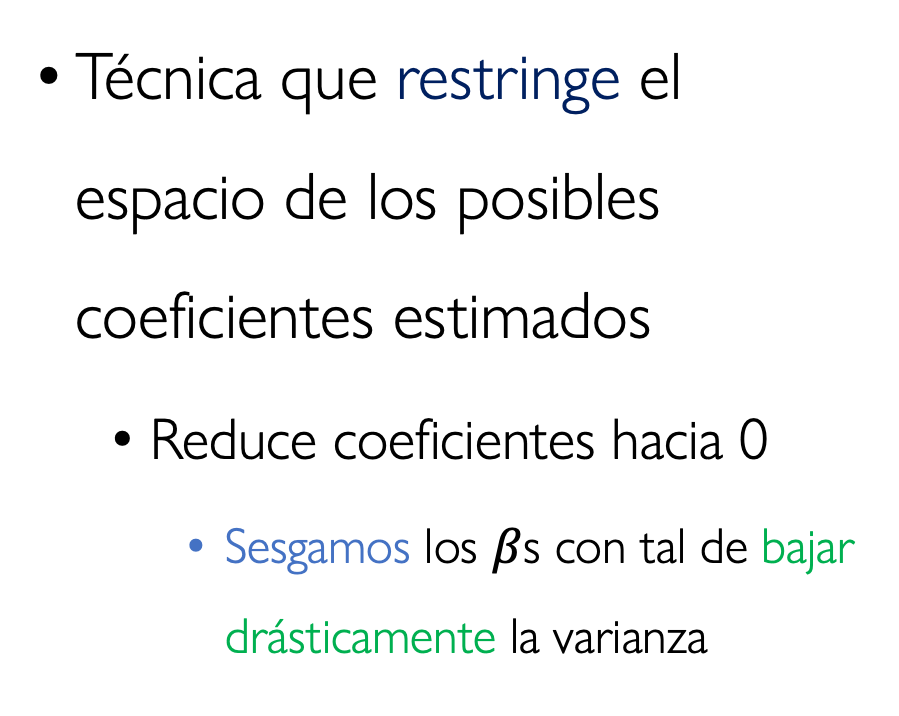 • Técnica que restringe el
espacio de los posibles
coeficientes estimados
• Reduce coeficientes hacia 0
• Sesgamos los βs con tal de bajar
drásticamente la varianza